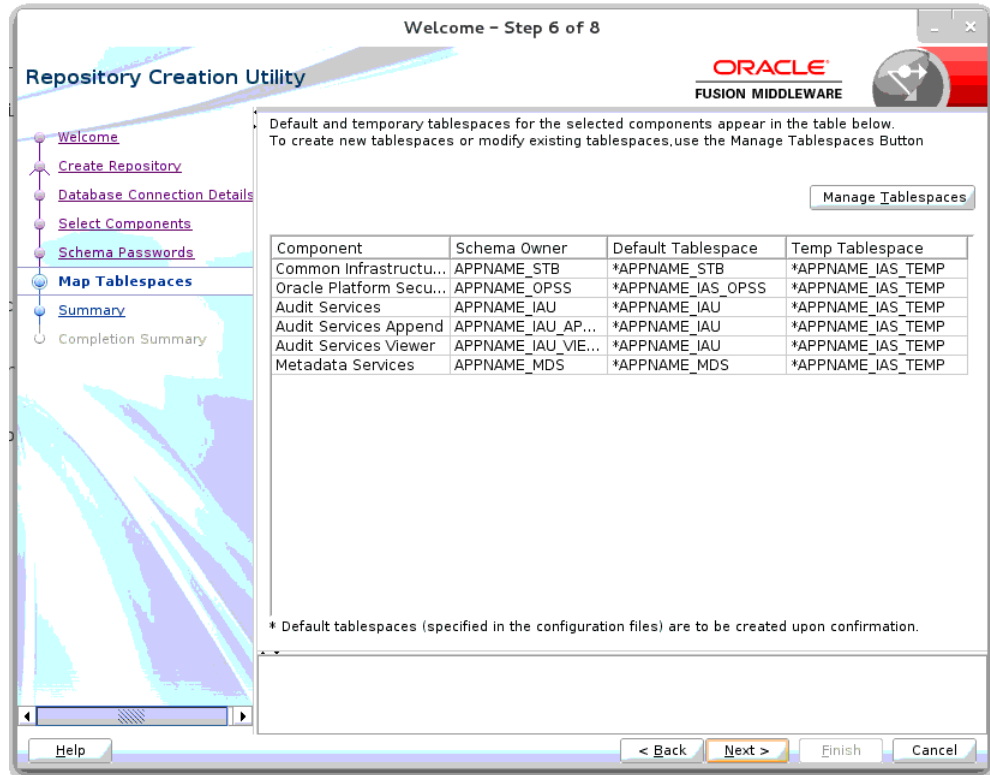 Welcome - Step 6 of 8
Repository Creation Utility
ORACLE
FUSION MIDDLEWARE
Welcome
Create Repository
Database Connection Details
Select Components
Schema Passwords
Map Tablespaces
Summary
Completion Summary
Default and temporary tablespaces for the selected components appear in the table below.
To create new tablespaces or modify existing tablespaces,use the Manage Tablespaces Button
Manage Tablespaces
Component Schema Owner Default Tablespace Temp Tablespace
Common Infrastructu... APPNAME_STB *APPNAME_STB *APPNAME_IAS_TEMP
Oracle Platform Secu... APPNAME_OPSS *APPNAME_IAS_OPSS *APPNAME_IAS_TEMP
Audit Services APPNAME_IAU *APPNAME_IAU *APPNAME_IAS_TEMP
Audit Services Append APPNAME_IAU_AP... *APPNAME_IAU *APPNAME_IAS_TEMP
Audit Services Viewer APPNAME_IAU_VIE... *APPNAME_IAU *APPNAME_IAS_TEMP
Metadata Services APPNAME_MDS *APPNAME_MDS *APPNAME_IAS_TEMP
* Default tablespaces (specified in the configuration files) are to be created upon confirmation.
Help
< Back
Next >
Finish
Cancel